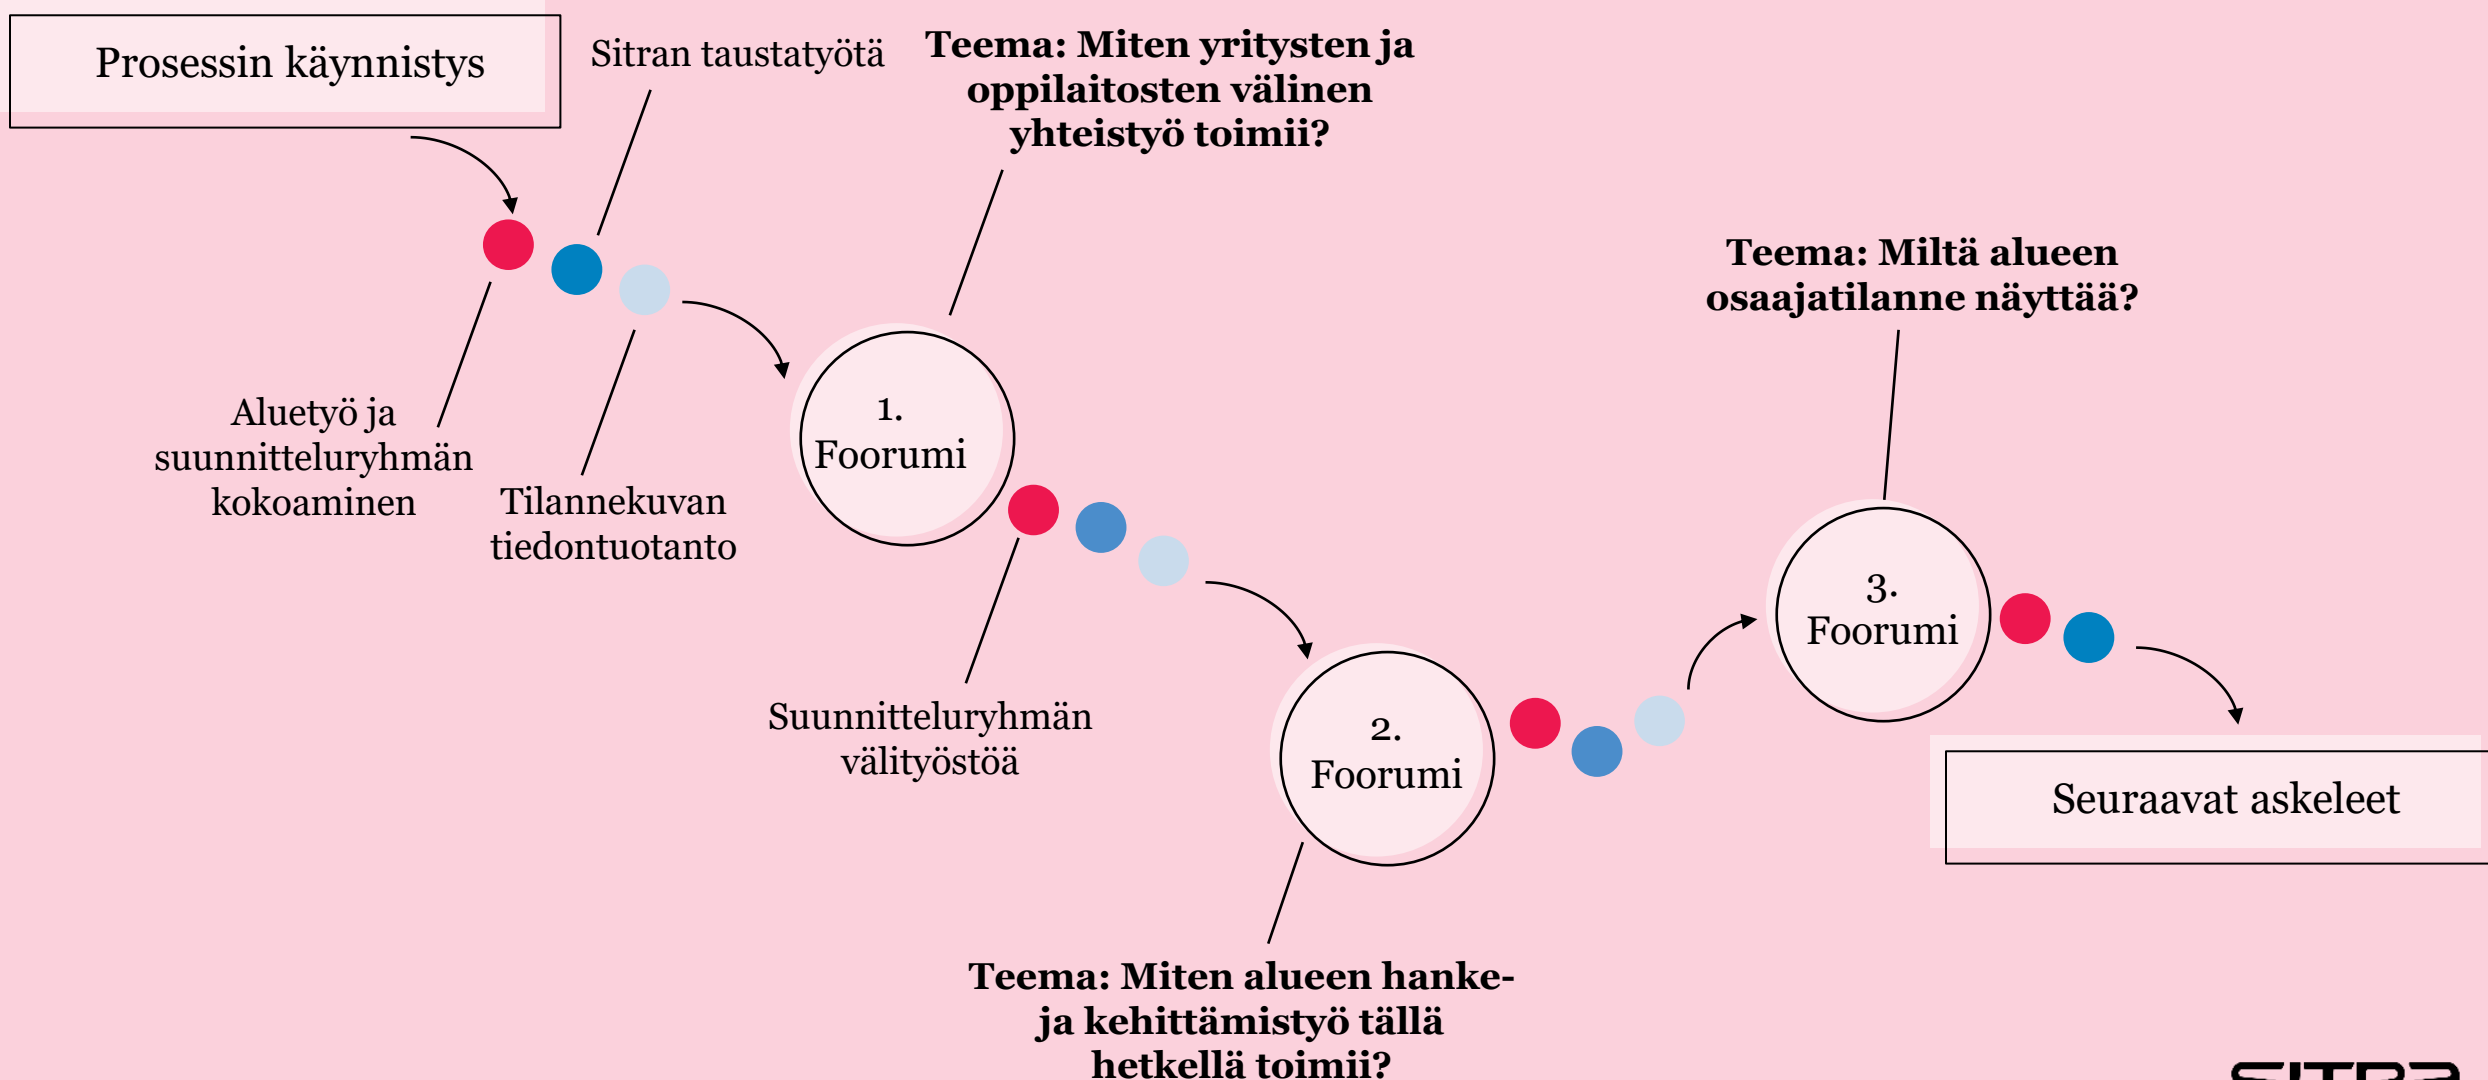 Prosessin käynnistys
Sitran taustatyötä
Teema: Miten yritysten ja
oppilaitosten välinen
yhteistyö toimii?
Aluetyö ja
suunnitteluryhmän
kokoaminen
Tilannekuvan
tiedontuotanto
1.
Foorumi
Suunnitteluryhmän
välityöstöä
2.
Foorumi
Teema: Miten alueen hanke-
ja kehittämistyö tällä
hetkellä toimii?
Teema: Miltä alueen
osaajatilanne näyttää?
3.
Foorumi
Seuraavat askeleet
SITRA